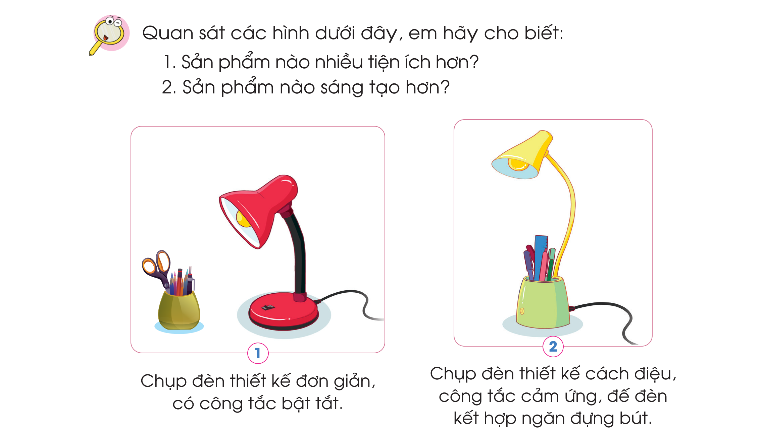 Quan sát các hình dưới đây, em hãy cho biết:
1. Sản phẩm nào nhiều tiện ích hơn?
2. Sản phẩm nào sáng tạo hơn?
1
Chụp đèn thiết kế đơn giản,
có công tắc bật tắt.
2
Chụp đèn thiết kế cách điệu,
công tắc cảm ứng, đế đèn
kết hợp ngăn đựng bút.